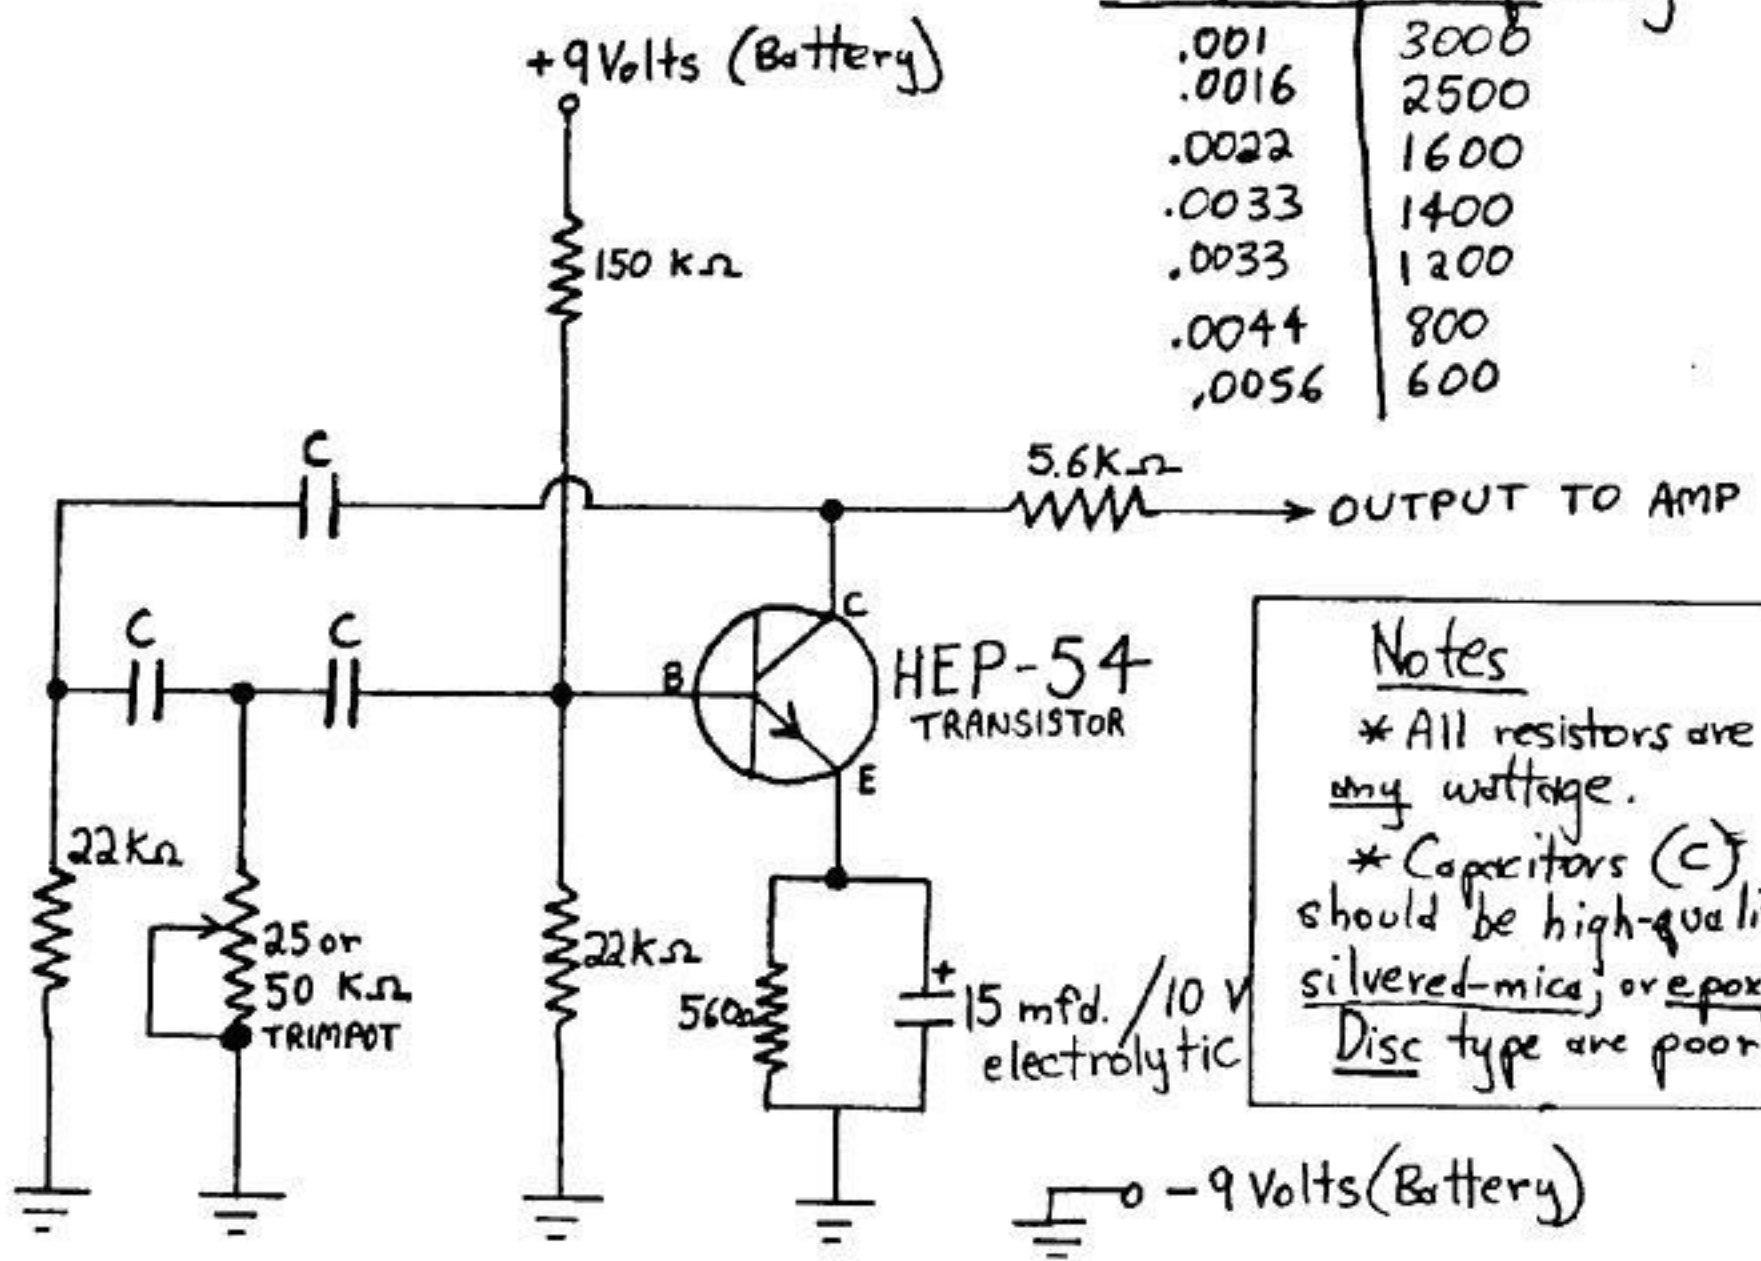 +9 Volts (Battery)
.001 3000
.0016 2500
.0022 1600
.0033 1400
.0033 1200
.0044 800
.0056 600
150 KΩ
C
5.6KΩ
OUTPUT TO AMP
C
C
B
C
E
HEP-54
TRANSISTOR
22KΩ
25 or
50 KΩ
TRIMPOT
22KΩ
560Ω
+
15 mfd. /10 V
electrolytic
Notes
* All resistors are
any wattage.
* Capacitors (C)
should be high-quali
silvered-mica, or epox
Disc type are poor
-9 Volts (Battery)